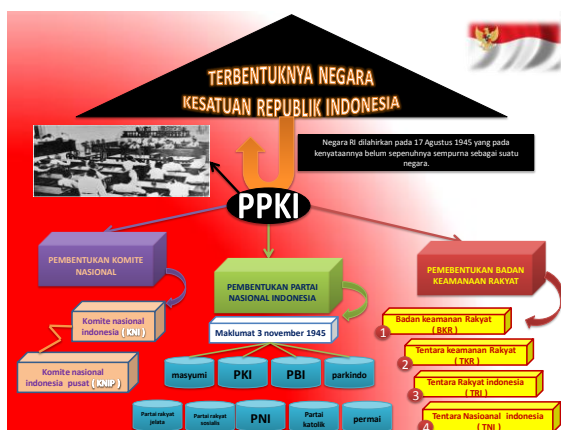 TERBENTUKNYA NEGARA
KESATUAN REPUBLIK INDONESIA
Negara RI dilahirkan pada 17 Agustus 1945 yang pada
kenyataannya belum sepenuhnya sempurna sebagai suatu
negara.
PPKI
PEMBENTUKAN KOMITE
NASIONAL
Komite nasional
indonesia ( KNI )
Komite nasional
indonesia pusat ( KNIP )
PEMBENTUKAN PARTAI
NASIONAL INDONESIA
Maklumat 3 november 1945
masyumi
PKI
PBI
parkindo
Partai rakyat
jelata
Partai rakyat
sosialis
PNI
Partai
katolik
permai
PEMEBENTUKAN BADAN
KEAMANAAN RAKYAT
1
Badan keamanan Rakyat
( BKR )
2
Tentara keamanan Rakyat
( TKR )
3
Tentara Rakyat indonesia
( TRI )
4
Tentara Nasioanal indonesia
( TNI )